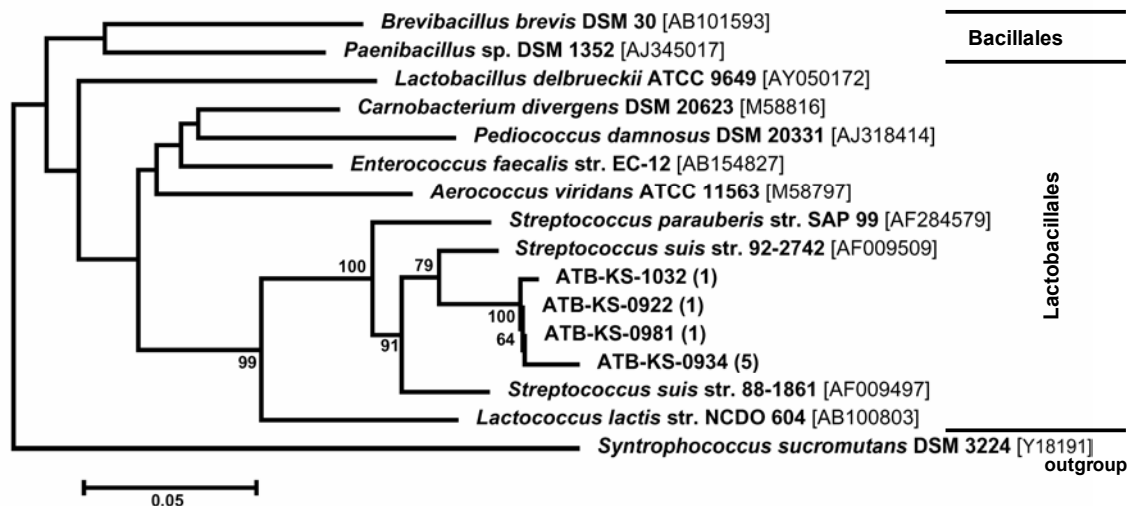 Brevibacillus brevis DSM 30 [AB101593]
Bacillales
Paenibacillus sp. DSM 1352 [AJ345017]
Lactobacillus delbrueckii ATCC 9649 [AY050172]
Carnobacterium divergens DSM 20623 [M58816]
Pediococcus damnosus DSM 20331 [AJ318414]
Enterococcus faecalis str. EC-12 [AB154827]
Aerococcus viridans ATCC 11563 [M58797]
Lactobacillales
Streptococcus parauberis str. SAP 99 [AF284579]
Streptococcus suis str. 92-2742 [AF009509]
100
79
ATB-KS-1032 (1)
ATB-KS-0922 (1)
100
ATB-KS-0981 (1)
64
91
ATB-KS-0934 (5)
99
Streptococcus suis str. 88-1861 [AF009497]
Lactococcus lactis str. NCDO 604 [AB100803]
Syntrophococcus sucromutans DSM 3224 [Y18191]
outgroup
0.05